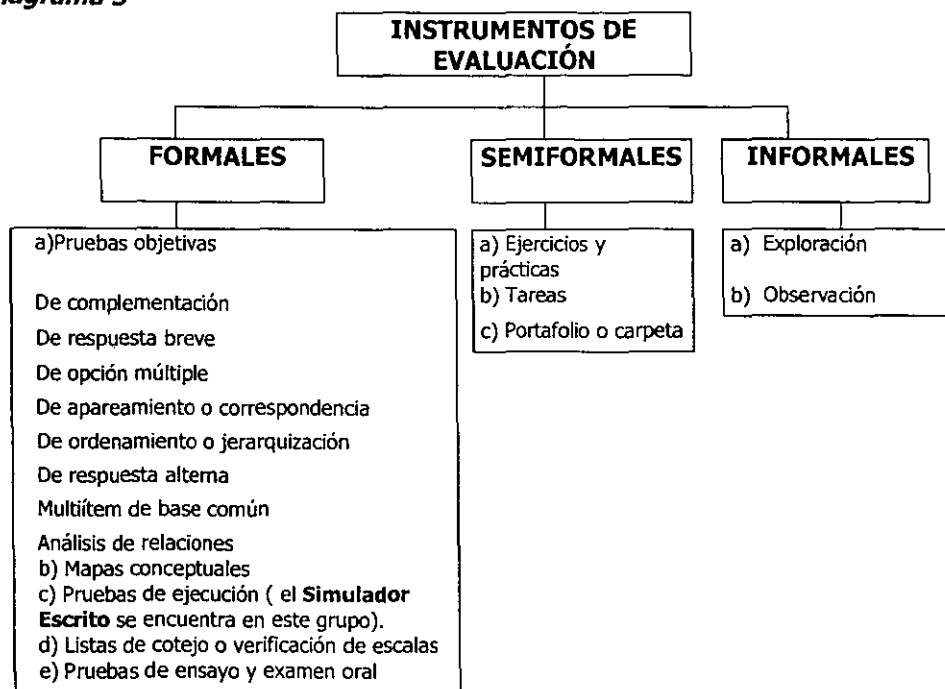 INSTRUMENTOS DE
EVALUACIÓN
FORMALES
SEMIFORMALES
INFORMALES
a)Pruebas objetivas
De complementación
De respuesta breve
De opción múltiple
De apareamiento o correspondencia
De ordenamiento o jerarquización
De respuesta alterna
Multiítem de base común
Análisis de relaciones
b) Mapas conceptuales
c) Pruebas de ejecución ( el Simulador
Escrito se encuentra en este grupo).
d) Listas de cotejo o verificación de escalas
e) Pruebas de ensayo y examen oral
a) Ejercicios y
prácticas
b) Tareas
c) Portafolio o carpeta
a) Exploración
b) Observación